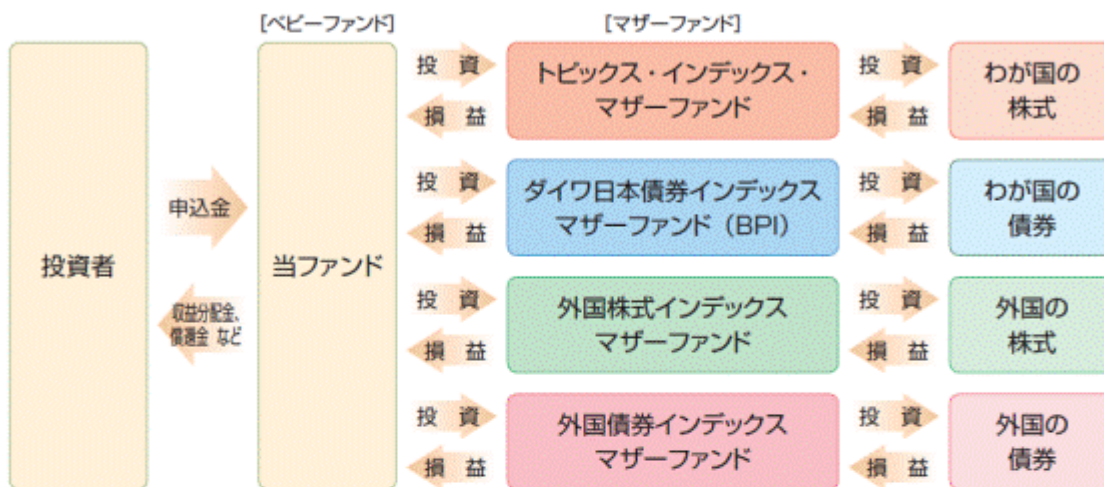 [ベビーファンド]
[マザーファンド]
投資者
申込金
収益分配金、
償還金 など
当ファンド
投 資
損 益
トピックス・インデックス・
マザーファンド
投 資
損 益
わが国の
株式
投 資
損 益
ダイワ日本債券インデックス
マザーファンド（BPI）
投 資
損 益
わが国の
債券
投 資
損 益
外国株式インデックス
マザーファンド
投 資
損 益
外国の
株式
投 資
損 益
外国債券インデックス
マザーファンド
投 資
損 益
外国の
債券